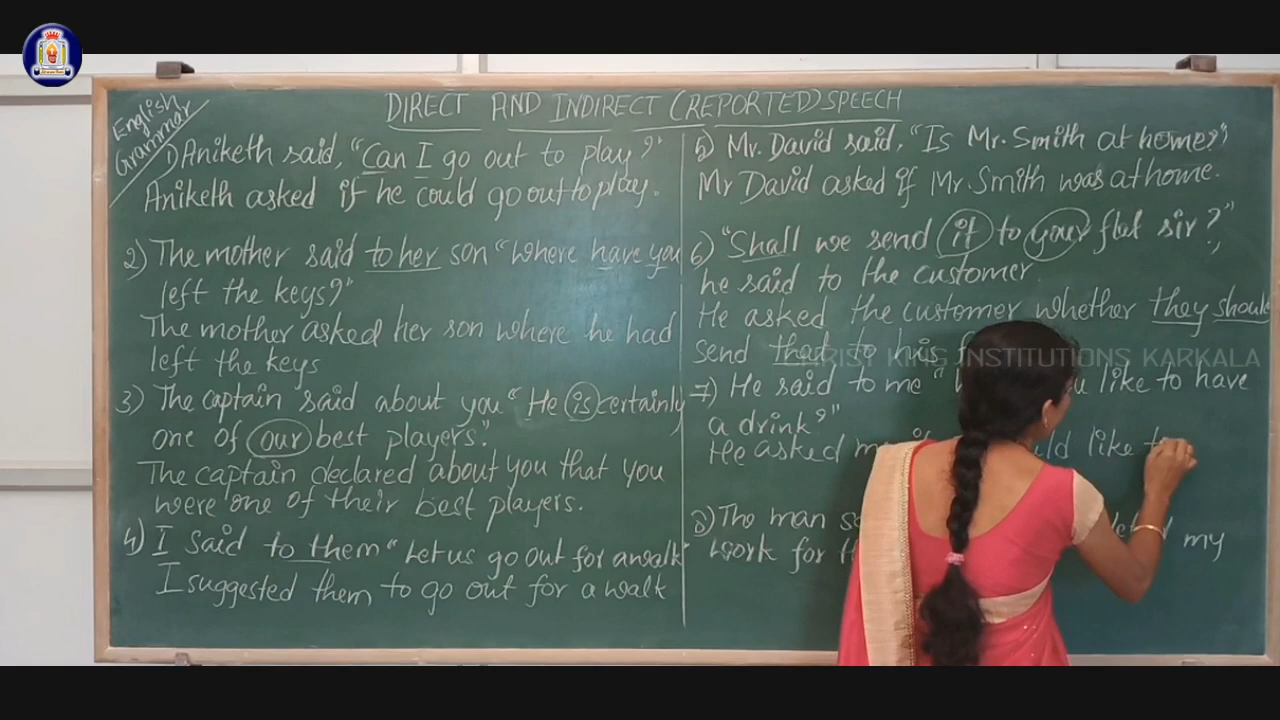 English
Grammar
DIRECT AND INDIRECT (REPORTED) SPEECH
1) Aniketh said, "Can I go out to play?"
Aniketh asked if he could go out to play.
2) The mother said to her son "Where have you
left the keys?"
The mother asked her son where he had
left the keys
3) The captain said about you "He is certainly
one of our best players."
The captain declared about you that you
were one of their best players.
4) I said to them "Let us go out for a walk"
I suggested them to go out for a walk
5) Mr. David said, "Is Mr. Smith at home?"
Mr David asked if Mr. Smith was at home.
6) "Shall we send it to your flat sir?",
he said to the customer.
He asked the customer whether they should
send that to his
7) He said to me " like to have
a drink?"
He asked like
8) The man my
work for
CHRIST KING INSTITUTIONS KARKALA